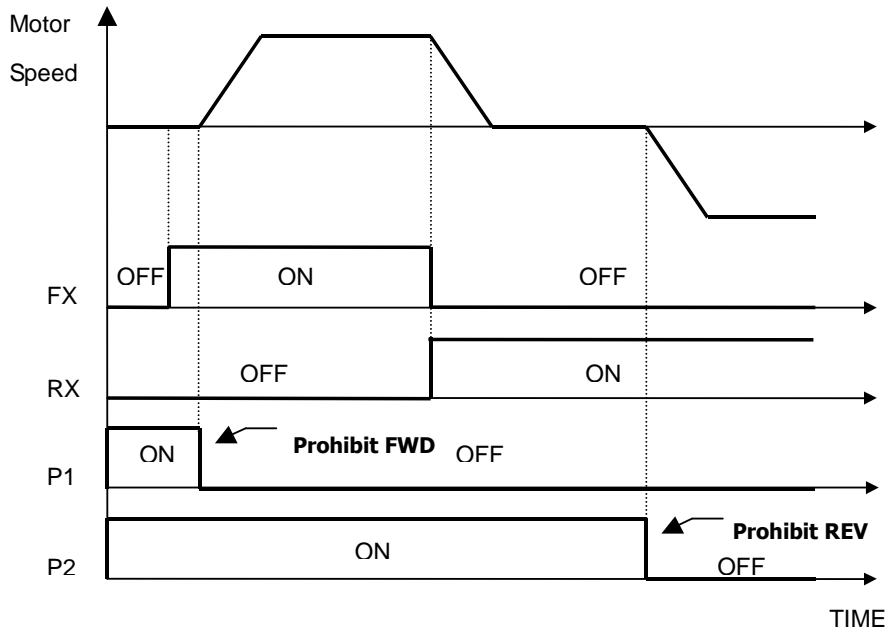 Motor
Speed
OFF
ON
OFF
FX
OFF
ON
RX
ON
Prohibit FWD
OFF
P1
Prohibit REV
ON
OFF
P2
TIME